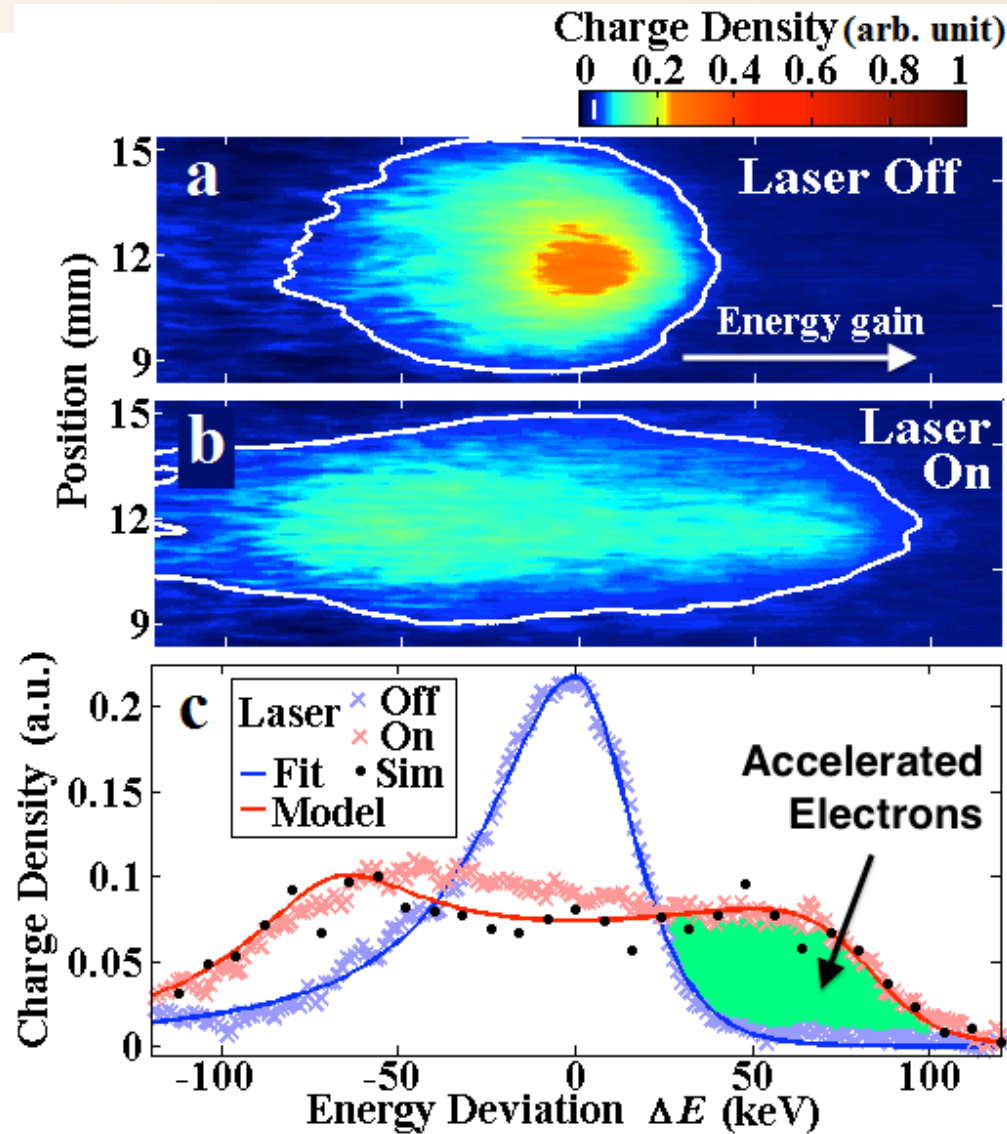 Charge Density (arb. unit)
0 0.2 0.4 0.6 0.8 1
a
Laser Off
Energy gain
15
12
9
Position (mm)
b
Laser
On
15
12
9
c
Laser × Off
× On
Fit • Sim
Model
Accelerated
Electrons
0.2
0.15
0.1
0.05
0
Charge Density (a.u.)
-100 -50 0 50 100
Energy Deviation ΔE (keV)